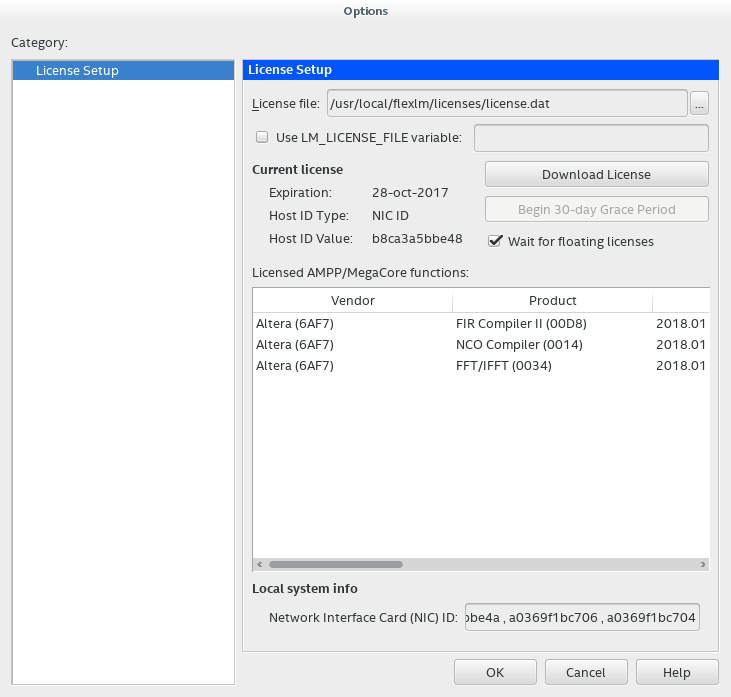 Options
Category:
License Setup
License Setup
License file: /usr/local/flexlm/licenses/license.dat ...
Use LM_LICENSE_FILE variable:
Current license
Download License
Expiration: 28-oct-2017
Host ID Type: NIC ID
Begin 30-day Grace Period
Host ID Value: b8ca3a5bbe48
Wait for floating licenses
Licensed AMPP/MegaCore functions:
Vendor Product
Altera (6AF7) FIR Compiler II (00D8) 2018.01
Altera (6AF7) NCO Compiler (0014) 2018.01
Altera (6AF7) FFT/IFFT (0034) 2018.01
Local system info
Network Interface Card (NIC) ID: bbe4a , a0369f1bc706 , a0369f1bc704
OK Cancel Help